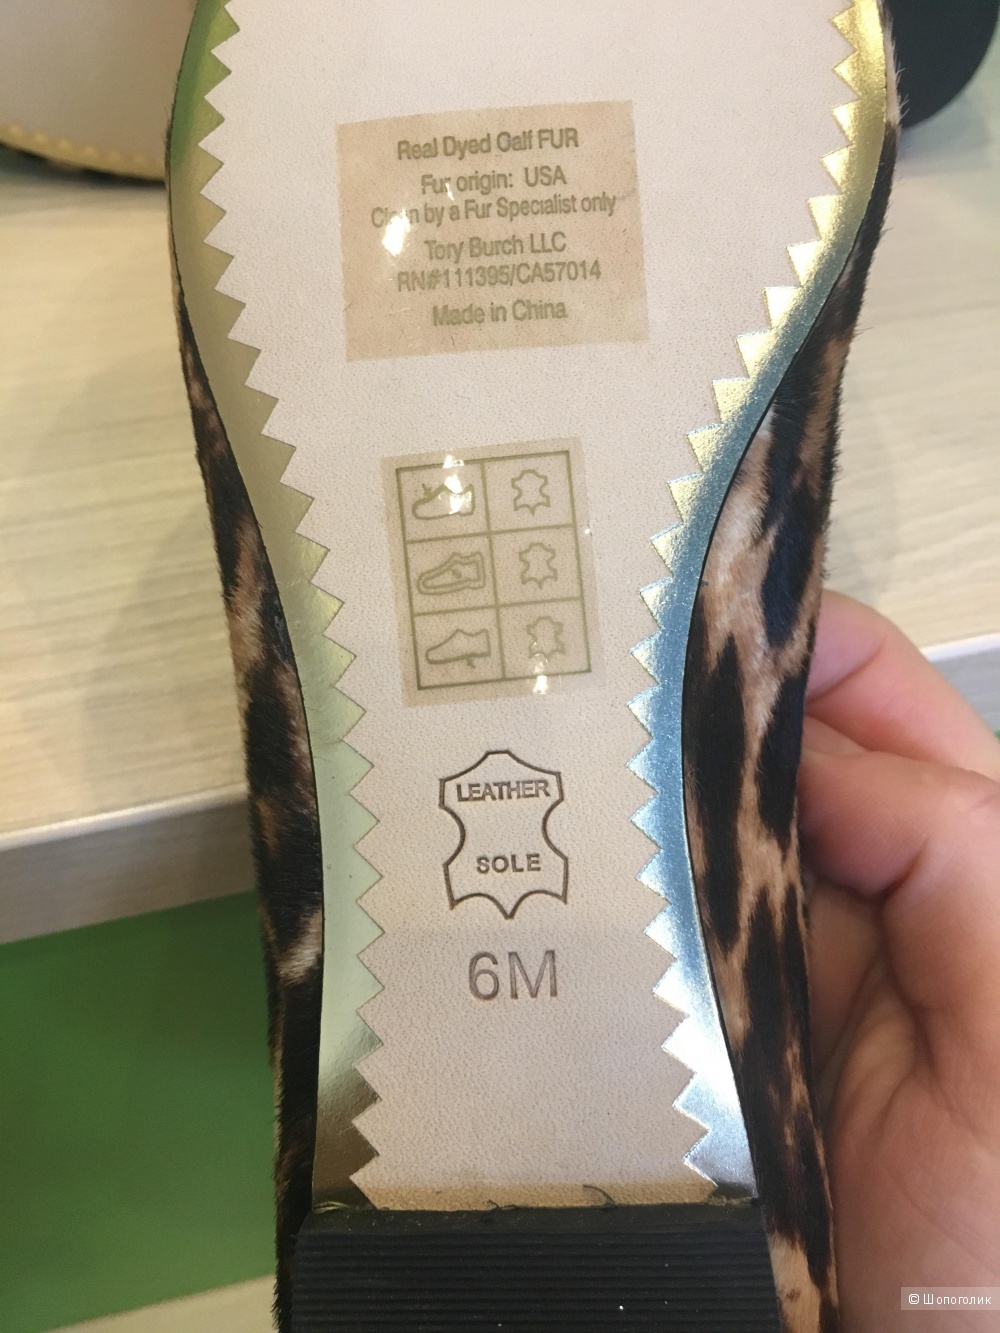 Real Dyed Calf FUR
Fur origin: USA
Clean by a Fur Specialist only
Tory Burch LLC
RN#111395/CA57014
Made in China
LEATHER
SOLE
6M
© Шопоголик